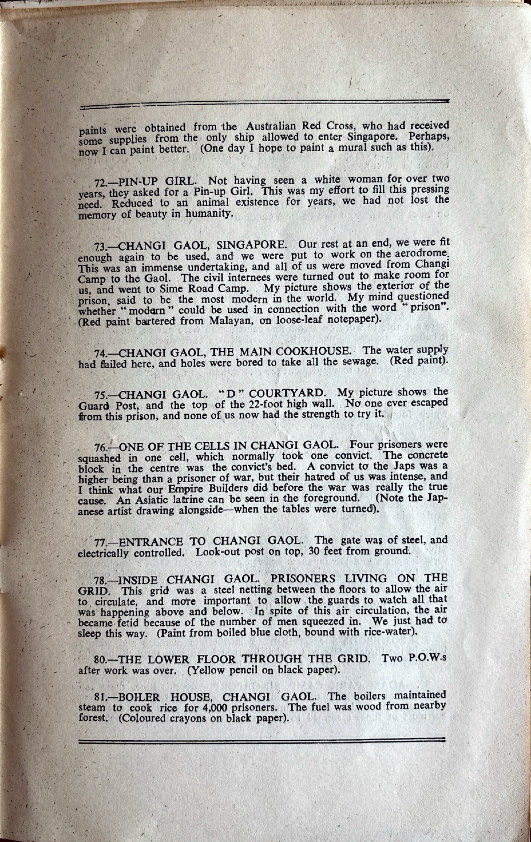 paints were obtained from the Australian Red Cross, who had received
some supplies from the only ship allowed to enter Singapore. Perhaps,
now I can paint better. (One day I hope to paint a mural such as this).
72.—PIN-UP GIRL. Not having seen a white woman for over two
years, they asked for a Pin-up Girl. This was my effort to fill this pressing
need. Reduced to an animal existence for years, we had not lost the
memory of beauty in humanity.
73.—CHANGI GAOL, SINGAPORE. Our rest at an end, we were fit
enough again to be used, and we were put to work on the aerodrome.
This was an immense undertaking, and all of us were moved from Changi
Camp to the Gaol. The civil internees were turned out to make room for
us, and went to Sime Road Camp. My picture shows the exterior of the
prison, said to be the most modern in the world. My mind questioned
whether "modern" could be used in connection with the word "prison".
(Red paint bartered from Malayan, on loose-leaf notepaper).
74.—CHANGI GAOL, THE MAIN COOKHOUSE. The water supply
had failed here, and holes were bored to take all the sewage. (Red paint).
75.—CHANGI GAOL. "D" COURTYARD. My picture shows the
Guard Post, and the top of the 22-foot high wall. No one ever escaped
from this prison, and none of us now had the strength to try it.
76.—ONE OF THE CELLS IN CHANGI GAOL. Four prisoners were
squashed in one cell, which normally took one convict. The concrete
block in the centre was the convict's bed. A convict to the Japs was a
higher being than a prisoner of war, but their hatred of us was intense, and
I think what our Empire Builders did before the war was really the true
cause. An Asiatic latrine can be seen in the foreground. (Note the Jap-
anese artist drawing alongside—when the tables were turned).
77.—ENTRANCE TO CHANGI GAOL. The gate was of steel, and
electrically controlled. Look-out post on top, 30 feet from ground.
78.—INSIDE CHANGI GAOL. PRISONERS LIVING ON THE
GRID. This grid was a steel netting between the floors to allow the air
to circulate, and more important to allow the guards to watch all that
was happening above and below. In spite of this air circulation, the air
became fetid because of the number of men squeezed in. We just had to
sleep this way. (Paint from boiled blue cloth, bound with rice-water).
80.—THE LOWER FLOOR THROUGH THE GRID. Two P.O.W.s
after work was over. (Yellow pencil on black paper).
81.—BOILER HOUSE, CHANGI GAOL. The boilers maintained
steam to cook rice for 4,000 prisoners. The fuel was wood from nearby
forest. (Coloured crayons on black paper).